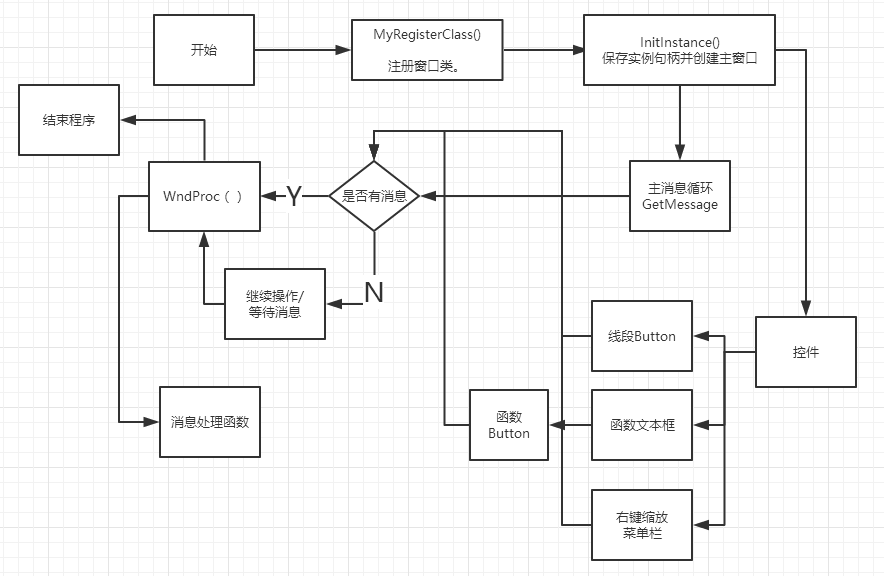 开始
MyRegisterClass()
注册窗口类。
InitInstance()
保存实例句柄并创建主窗口
结束程序
WndProc（ ）
Y
是否有消息
主消息循环
GetMessage
N
继续操作/
等待消息
线段Button
控件
消息处理函数
函数
Button
函数文本框
右键缩放
菜单栏